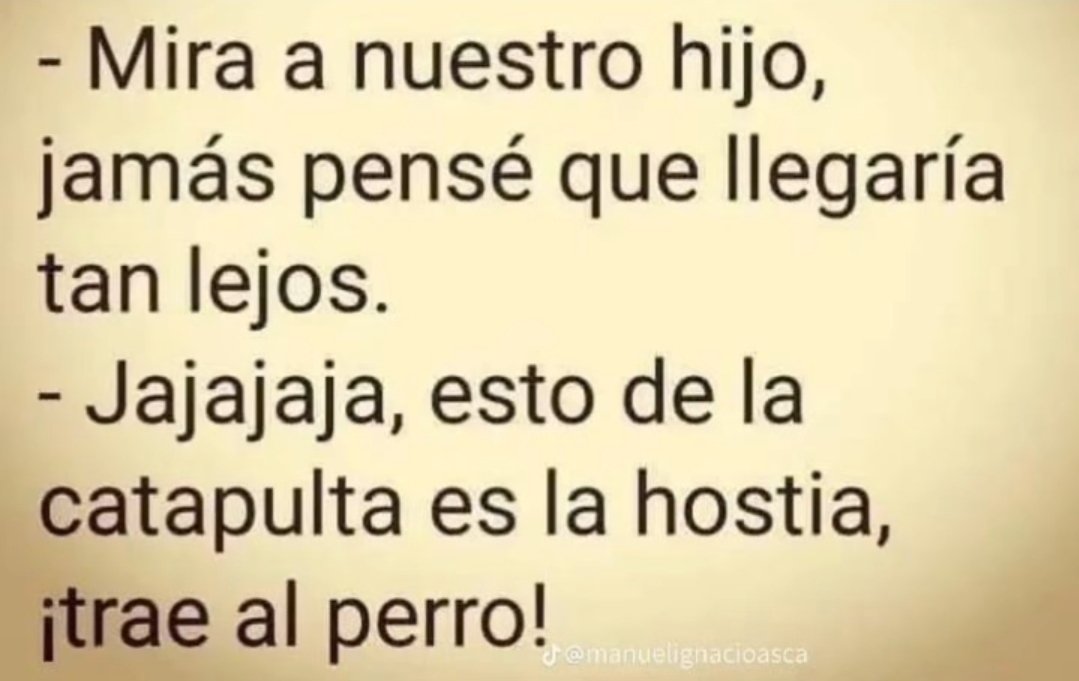 - Mira a nuestro hijo,
jamás pensé que llegaría
tan lejos.
- Jajajaja, esto de la
catapulta es la hostia,
¡trae al perro!
@manuelignacioasca